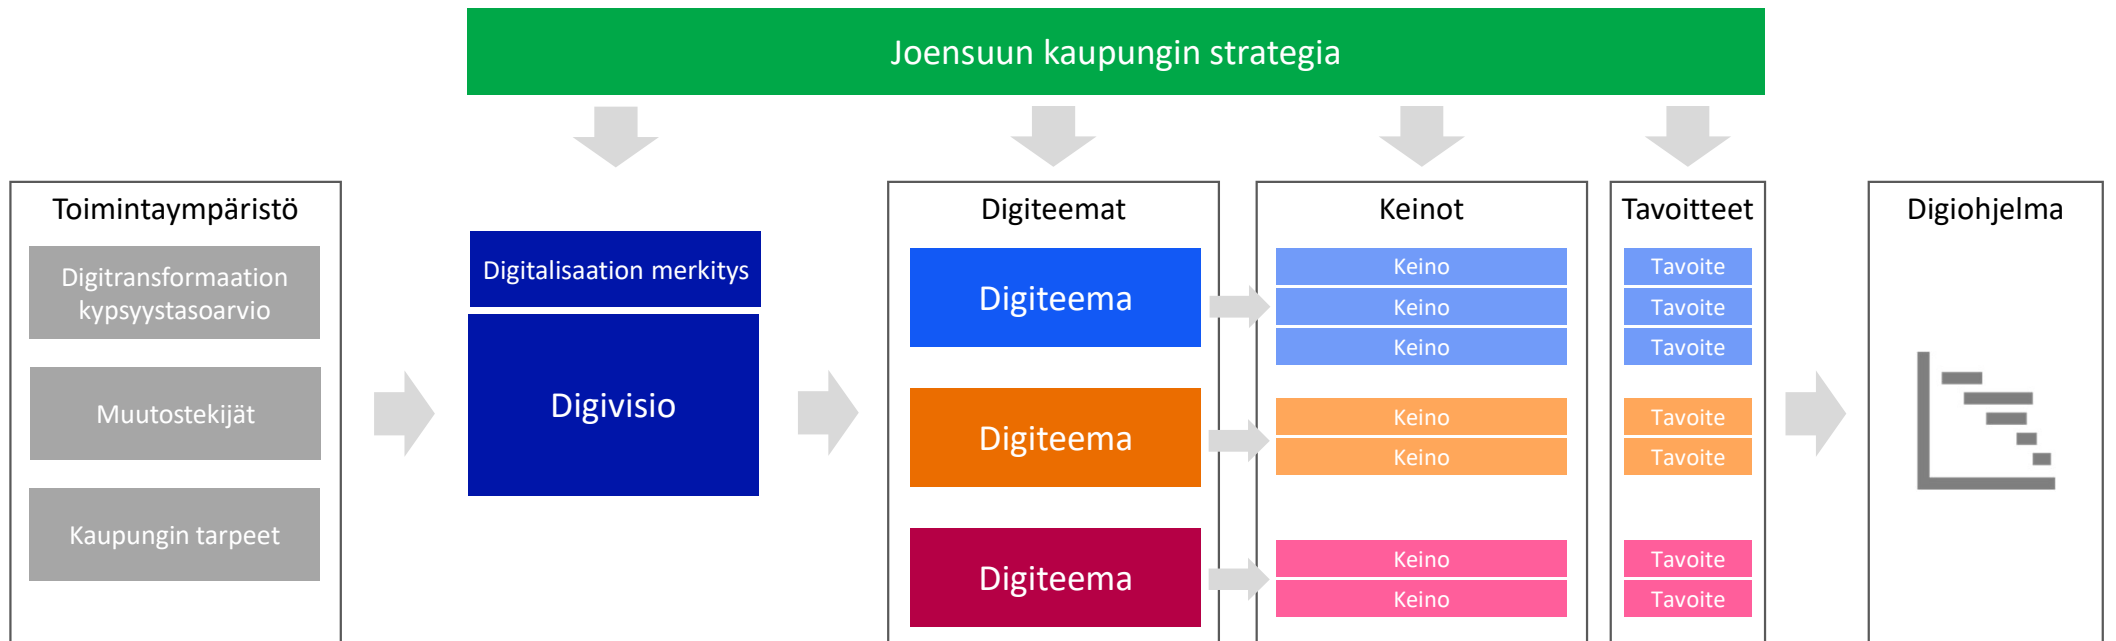 Joensuun kaupungin strategia
Toimintaympäristö
Digitransformaation
kypsyystasoarvio
Muutostekijät
Kaupungin tarpeet
Digitalisaation merkitys
Digivisio
Digiteemat
Digiteema
Digiteema
Digiteema
Keinot
Keino
Keino
Keino
Keino
Keino
Keino
Keino
Tavoitteet
Tavoite
Tavoite
Tavoite
Tavoite
Tavoite
Tavoite
Tavoite
Digiohjelma